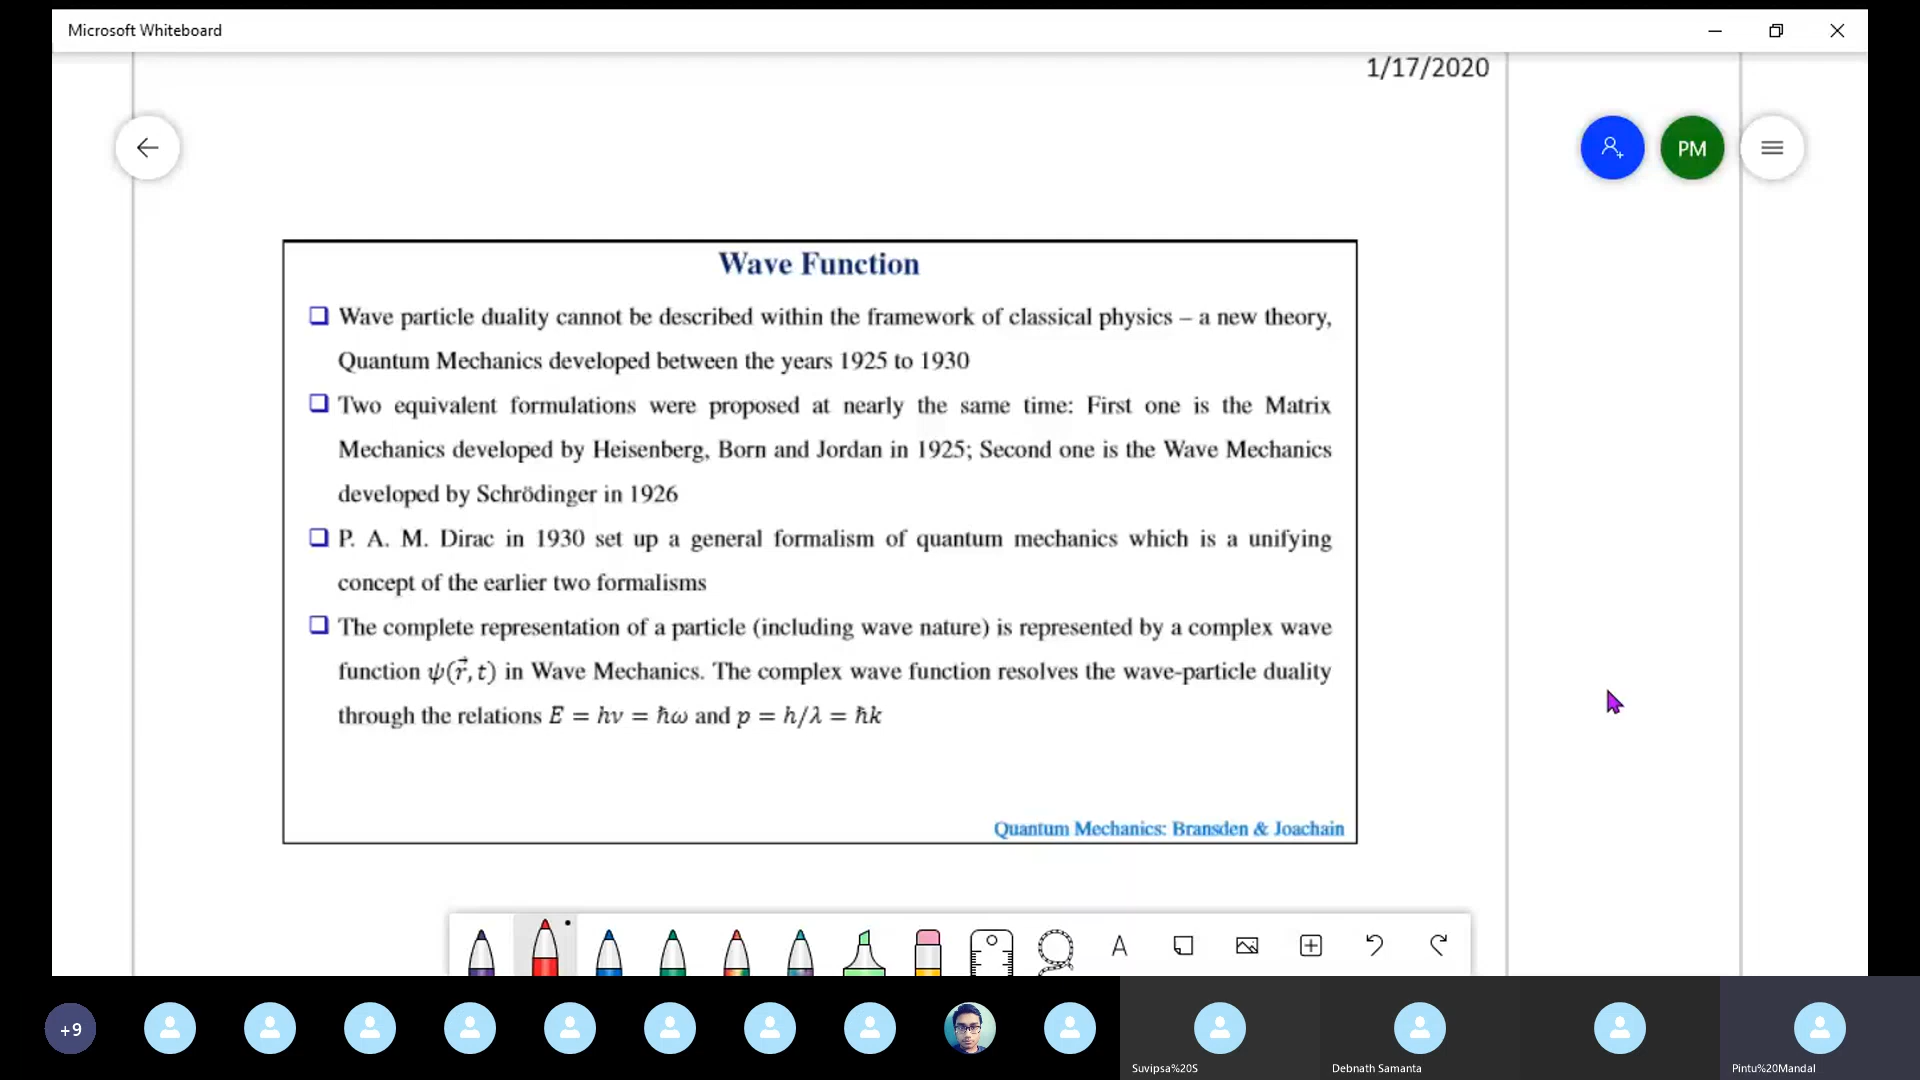 Microsoft Whiteboard
1/17/2020
PM
Wave Function
Wave particle duality cannot be described within the framework of classical physics – a new theory,
Quantum Mechanics developed between the years 1925 to 1930
Two equivalent formulations were proposed at nearly the same time: First one is the Matrix
Mechanics developed by Heisenberg, Born and Jordan in 1925; Second one is the Wave Mechanics
developed by Schrödinger in 1926
P. A. M. Dirac in 1930 set up a general formalism of quantum mechanics which is a unifying
concept of the earlier two formalisms
The complete representation of a particle (including wave nature) is represented by a complex wave
function ψ(r⃗, t) in Wave Mechanics. The complex wave function resolves the wave-particle duality
through the relations E = hν = ħω and p = h/λ = ħk
Quantum Mechanics: Bransden & Joachain
A
+9
Suvipsa%20S
Debnath Samanta
Pintu%20Mandal